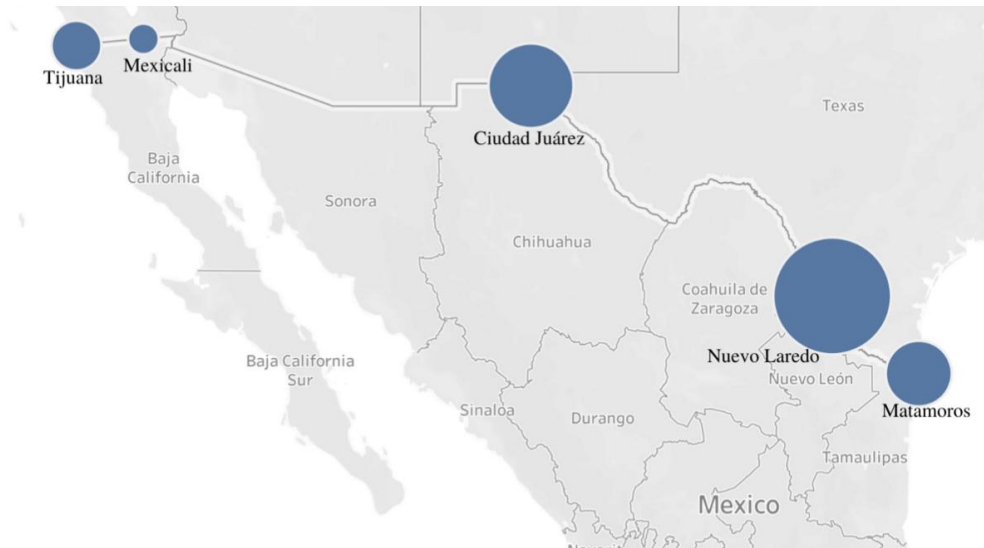 Tijuana
Mexicali
Ciudad Juárez
Texas
Baja
California
Sonora
Chihuahua
Coahuila de
Zaragoza
Nuevo Laredo
Nuevo León
Baja California
Sur
Sinaloa
Durango
Matamoros
Tamaulipas
Mexico